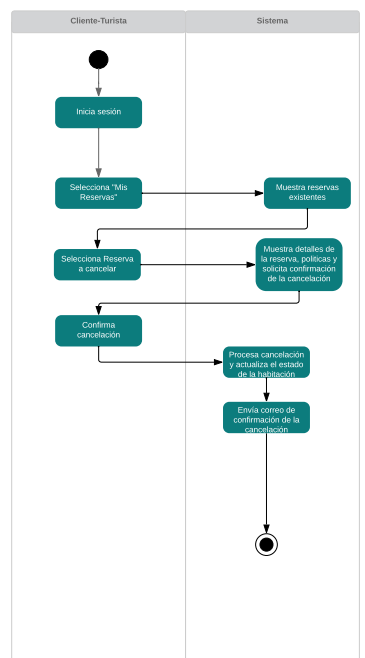 Cliente-Turista
Sistema
Inicia sesión
Selecciona "Mis
Reservas"
Muestra reservas
existentes
Selecciona Reserva
a cancelar
Muestra detalles de
la reserva, politicas y
solicita confirmación
de la cancelación
Confirma
cancelación
Procesa cancelación
y actualiza el estado
de la habitación
Envía correo de
confirmación de la
cancelación